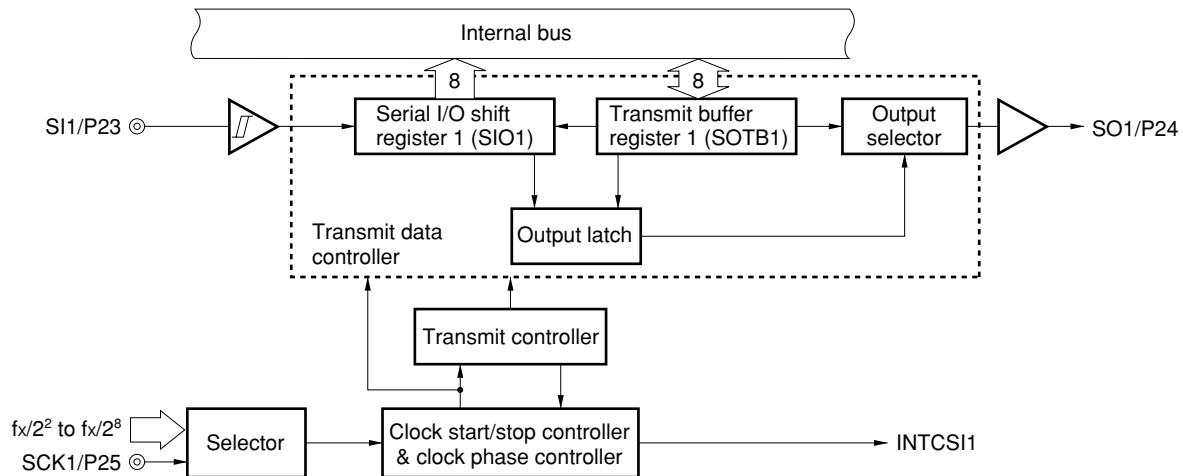 Internal bus
8
8
SI1/P23
Serial I/O shift
register 1 (SIO1)
Transmit buffer
register 1 (SOTB1)
Output
selector
SO1/P24
Output latch
Transmit data
controller
Transmit controller
fx/2² to fx/2⁸
Selector
Clock start/stop controller
& clock phase controller
INTCSI1
SCK1/P25